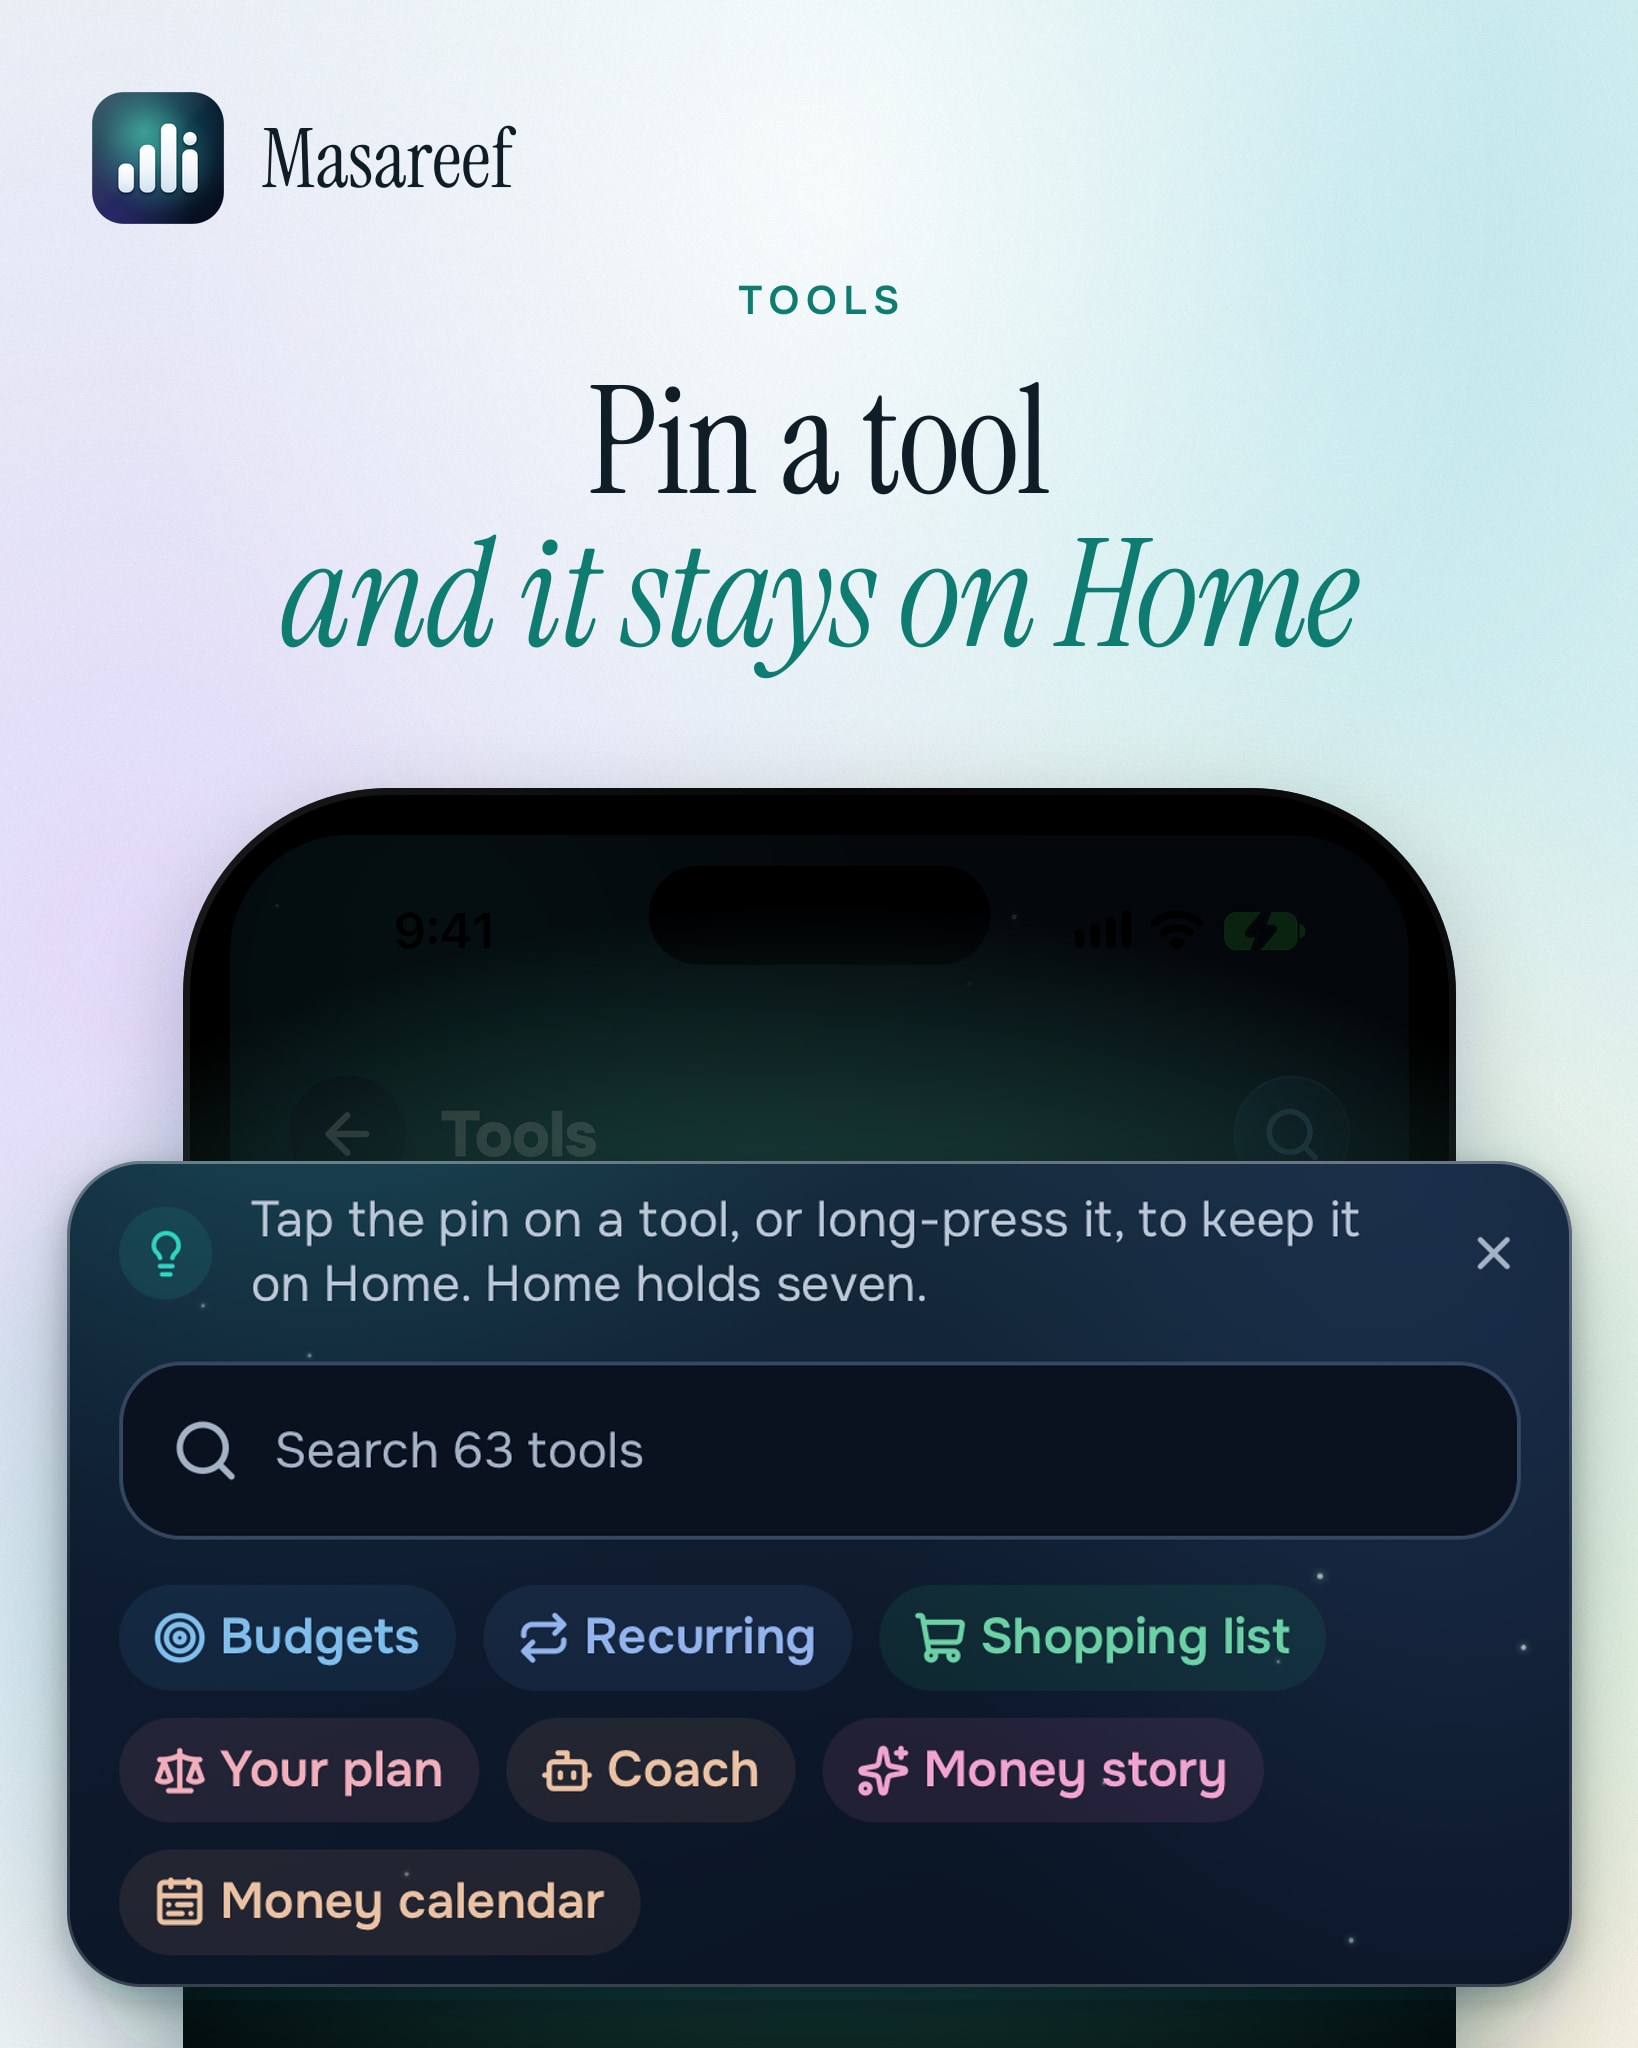 Masareef
TOOLS
Pin a tool
and it stays on Home
9:41
Tools
Tap the pin on a tool, or long-press it, to keep it
on Home. Home holds seven.
Search 63 tools
Budgets
Recurring
Shopping list
Your plan
Coach
Money story
Money calendar